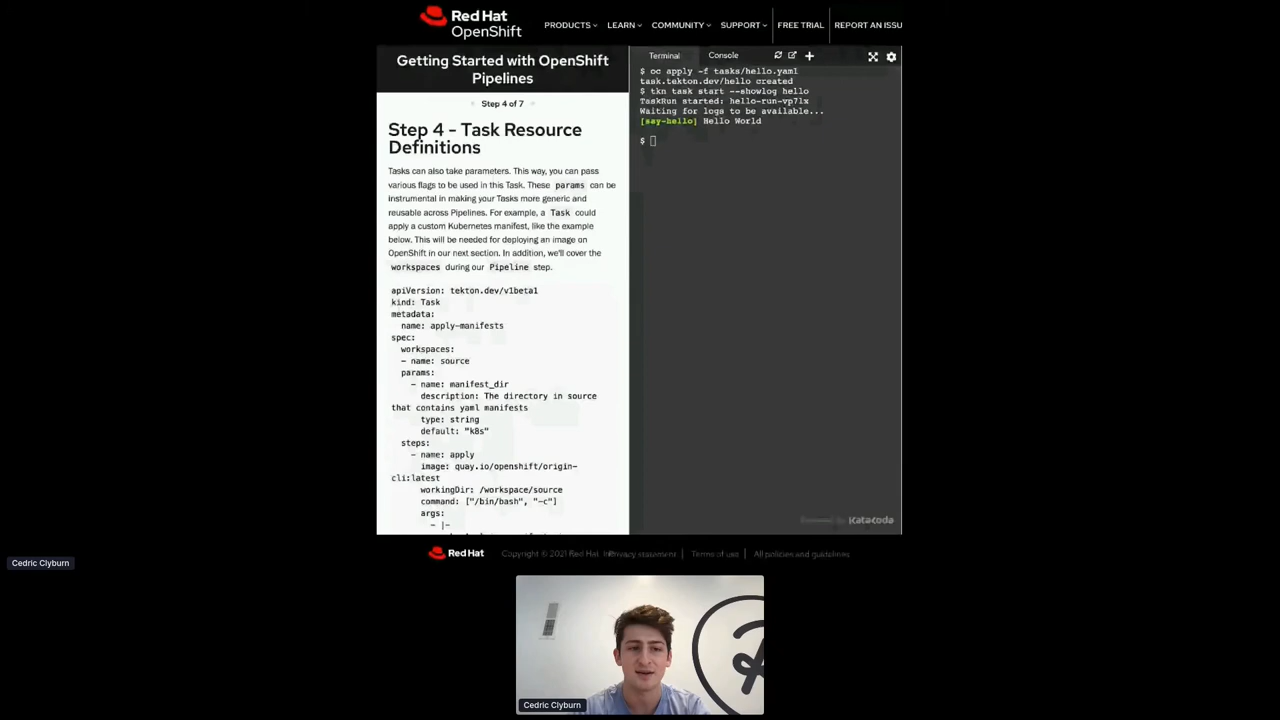 Red Hat
OpenShift
PRODUCTS
LEARN
COMMUNITY
SUPPORT
FREE TRIAL
REPORT AN ISSU
Getting Started with OpenShift
Pipelines
Step 4 of 7
Step 4 - Task Resource
Definitions
Tasks can also take parameters. This way, you can pass
various flags to be used in this Task. These params can be
instrumental in making your Tasks more generic and
reusable across Pipelines. For example, a Task could
apply a custom Kubernetes manifest, like the example
below. This will be needed for deploying an image on
OpenShift in our next section. In addition, we'll cover the
workspaces during our Pipeline step.
apiVersion: tekton.dev/v1beta1
kind: Task
metadata:
name: apply-manifests
spec:
workspaces:
- name: source
params:
- name: manifest_dir
description: The directory in source
that contains yaml manifests
type: string
default: "k8s"
steps:
- name: apply
image: quay.io/openshift/origin-
cli:latest
workingDir: /workspace/source
command: ["/bin/bash", "-c"]
args:
- |-
Terminal
Console
$ oc apply -f tasks/hello.yaml
task.tekton.dev/hello created
$ tkn task start --showlog hello
TaskRun started: hello-run-vp7lx
Waiting for logs to be available...
[say-hello] Hello World
$
Katacoda
Red Hat
Copyright © 2021 Red Hat
Privacy statement
Terms of use
All policies and guidelines
Cedric Clyburn
Cedric Clyburn